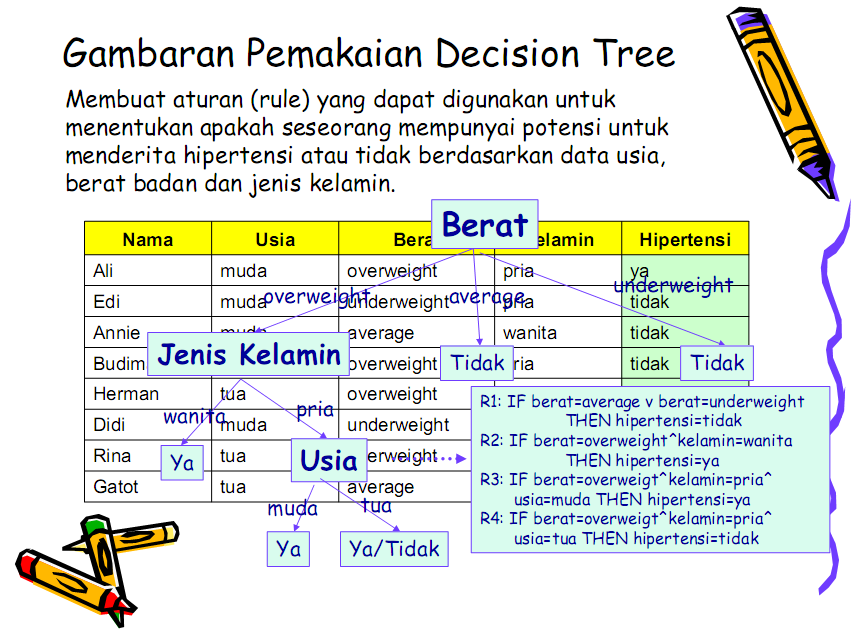 Gambaran Pemakaian Decision Tree
Membuat aturan (rule) yang dapat digunakan untuk
menentukan apakah seseorang mempunyai potensi untuk
menderita hipertensi atau tidak berdasarkan data usia,
berat badan dan jenis kelamin.
Berat
Nama Usia Hipertensi
Ali muda overweight pria ya
overweight average underweight
Edi muda underweight pria tidak
Annie muda average wanita tidak
Jenis Kelamin Tidak Tidak
overweight tidak
Herman tua overweight
wanita pria
Didi muda underweight
Rina tua
Ya Usia
Gatot tua average
muda tua
Ya Ya/Tidak
R1: IF berat=average v berat=underweight
THEN hipertensi=tidak
R2: IF berat=overweight^kelamin=wanita
THEN hipertensi=ya
R3: IF berat=overweigt^kelamin=pria^
usia=muda THEN hipertensi=ya
R4: IF berat=overweigt^kelamin=pria^
usia=tua THEN hipertensi=tidak